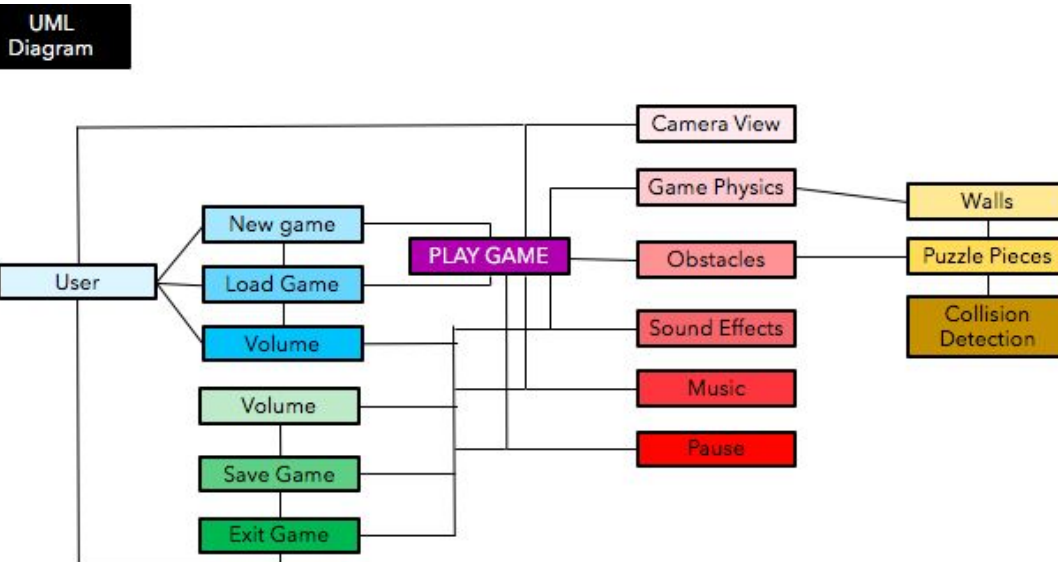 UML
Diagram
Camera View
Game Physics
Walls
New game
PLAY GAME
Obstacles
Puzzle Pieces
User
Load Game
Collision
Detection
Sound Effects
Volume
Music
Volume
Pause
Save Game
Exit Game